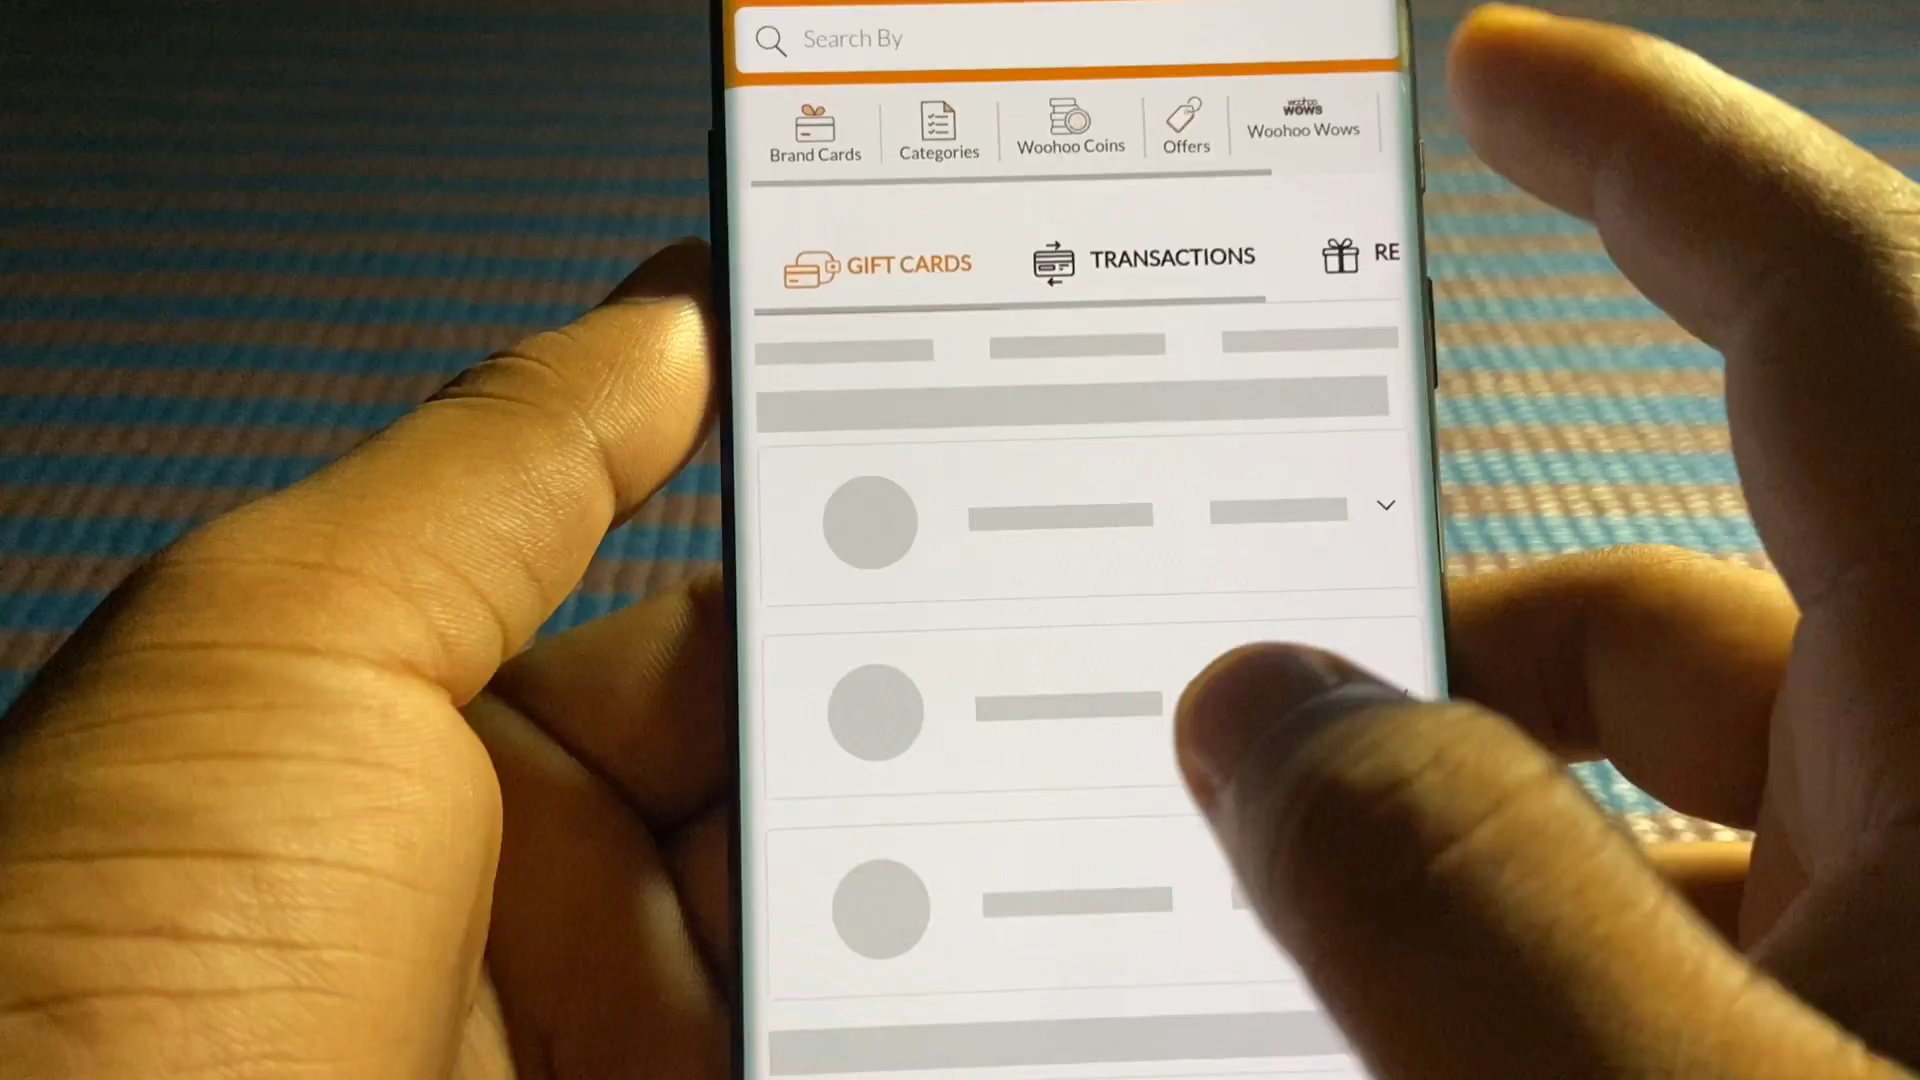 Search By
Brand Cards
Categories
Woohoo Coins
Offers
woohoo
WOWS
Woohoo Wows
GIFT CARDS
TRANSACTIONS
RE